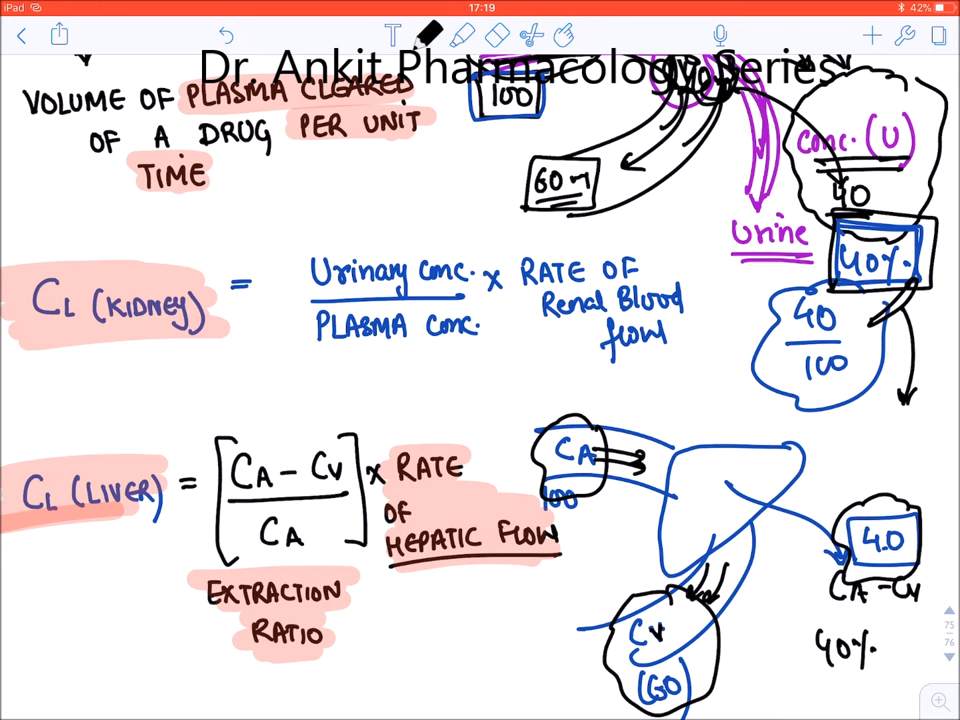 iPad
17:19
42%
T
Dr. Ankit Pharmacology Series
VOLUME OF PLASMA CLEARED
OF A DRUG PER UNIT
TIME
100
60
conc. (U)
40
Urine
40%
40
100
CL (KIDNEY) = Urinary conc. x RATE OF
PLASMA conc. Renal Blood
flow
CL (LIVER) = [CA - CV] x RATE
CA OF
HEPATIC FLOW
EXTRACTION
RATIO
CA
100
40
CA - CV
40%
CV
(60)
75
76